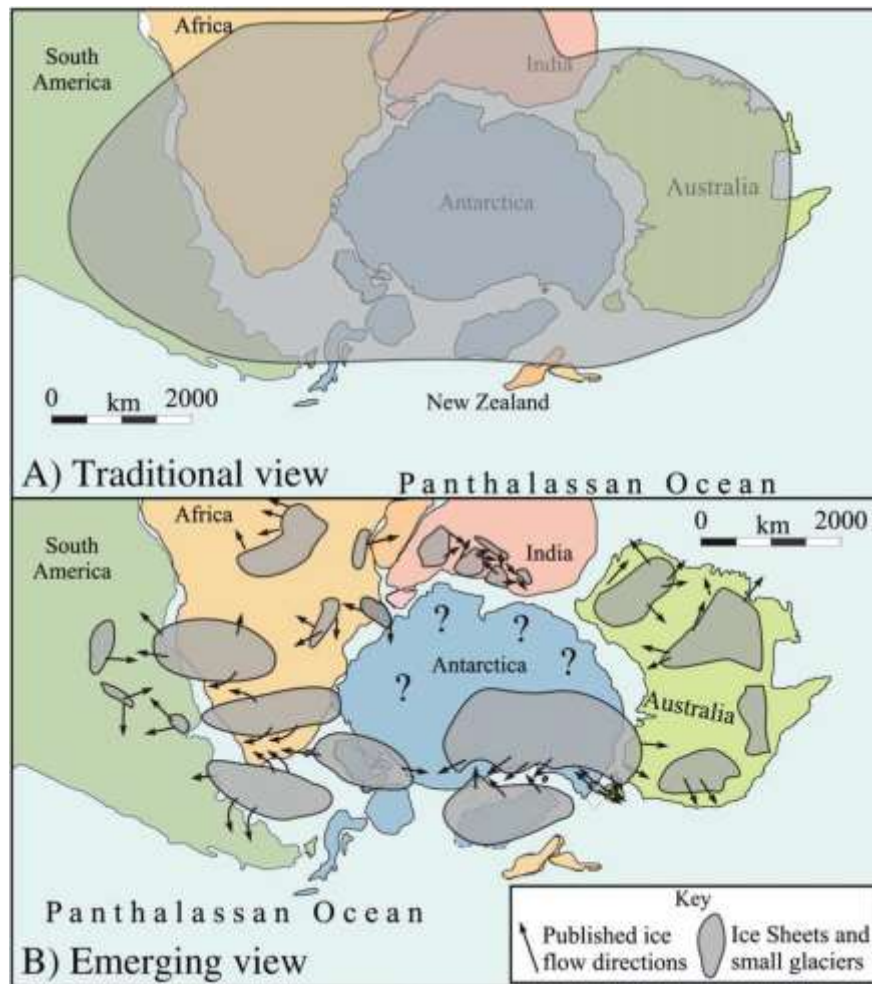 Africa
South
America
India
Australia
Antarctica
0 km 2000
New Zealand
A) Traditional view
Panthalassan Ocean
Africa
South
America
India
0 km 2000
? ?
? ?
Antarctica
Australia
Panthalassan Ocean
B) Emerging view
Key
Published ice
flow directions
Ice Sheets and
small glaciers